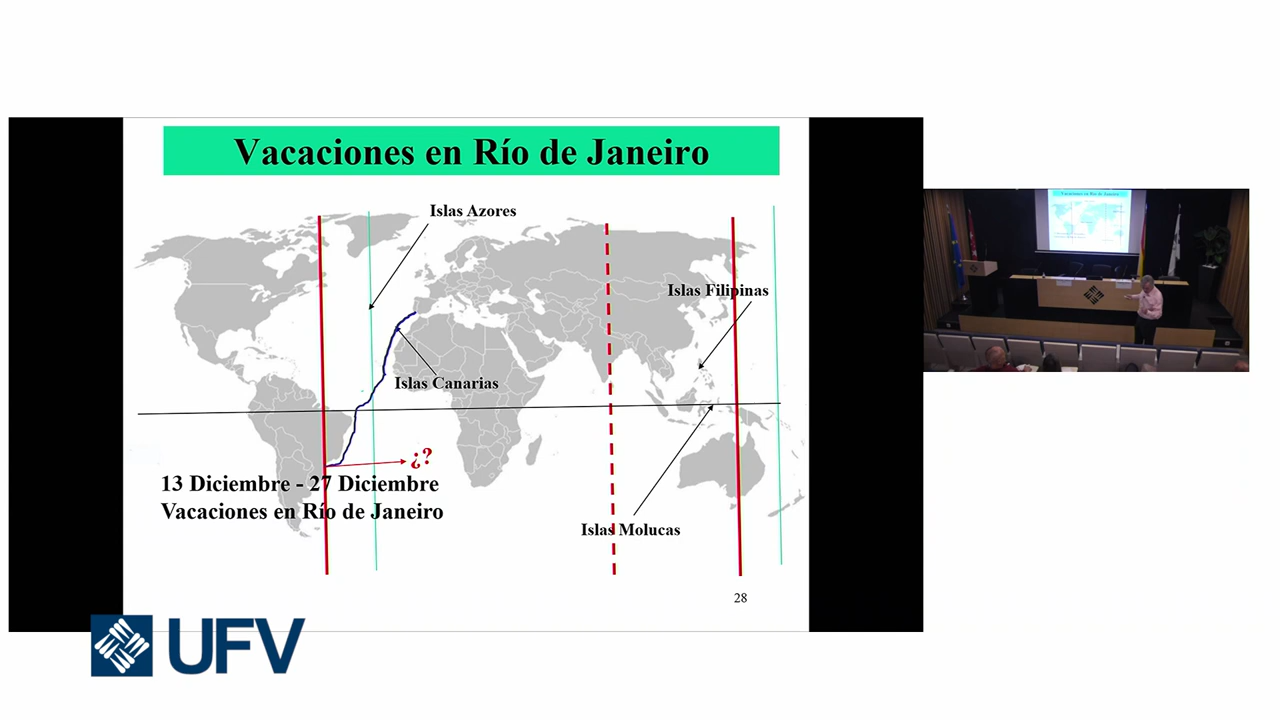 Vacaciones en Río de Janeiro
Islas Azores
Islas Filipinas
Islas Canarias
¿?
13 Diciembre - 27 Diciembre
Vacaciones en Río de Janeiro
Islas Molucas
28
UFV